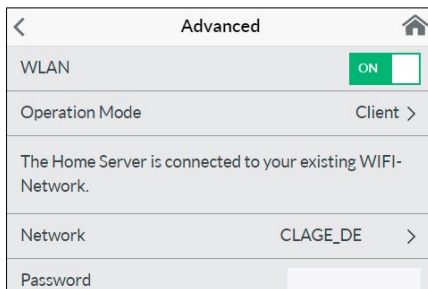 Advanced
WLAN ON
Operation Mode Client >
The Home Server is connected to your existing WIFI-
Network.
Network CLAGE_DE >
Password